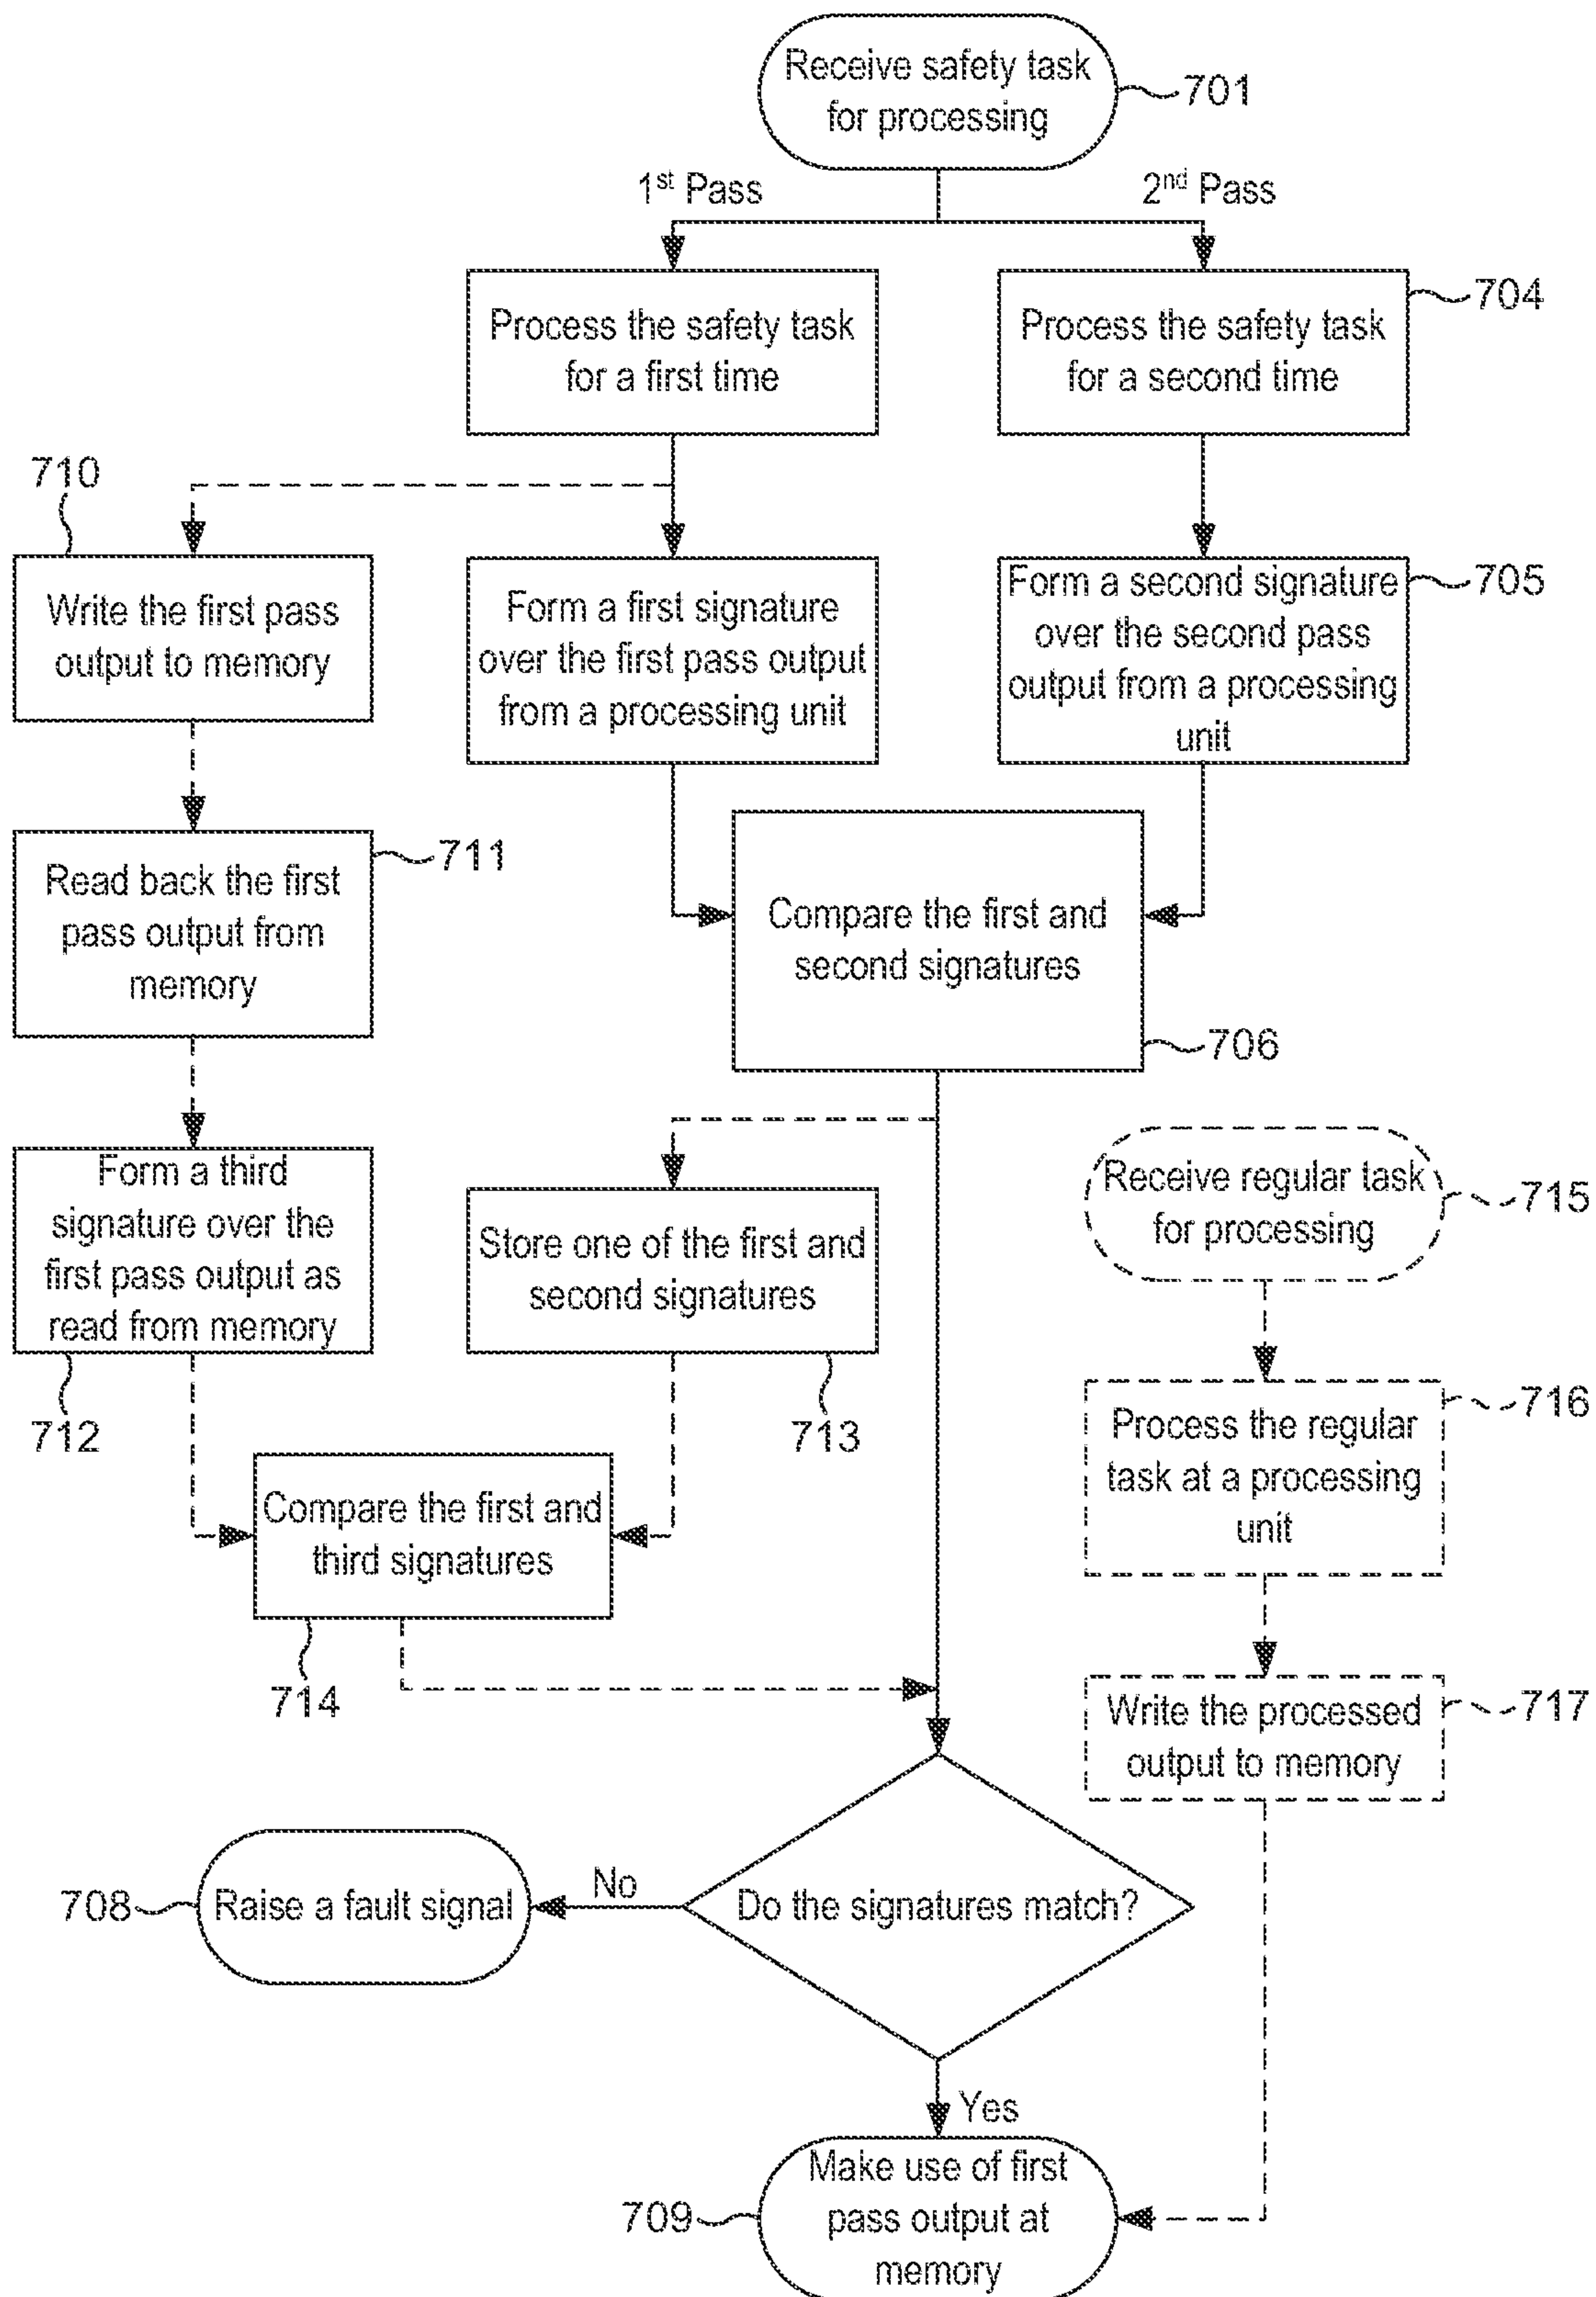 Receive safety task
for processing
701
1st Pass
2nd Pass
Process the safety task
for a first time
Process the safety task
for a second time
704
710
Write the first pass
output to memory
Form a first signature
over the first pass output
from a processing unit
Form a second signature
over the second pass
output from a processing
unit
705
Read back the first
pass output from
memory
711
Compare the first and
second signatures
706
Form a third
signature over the
first pass output as
read from memory
712
Store one of the first and
second signatures
713
Receive regular task
for processing
715
Process the regular
task at a processing
unit
716
Compare the first and
third signatures
714
Write the processed
output to memory
717
Do the signatures match?
No
Raise a fault signal
708
Yes
Make use of first
pass output at
memory
709